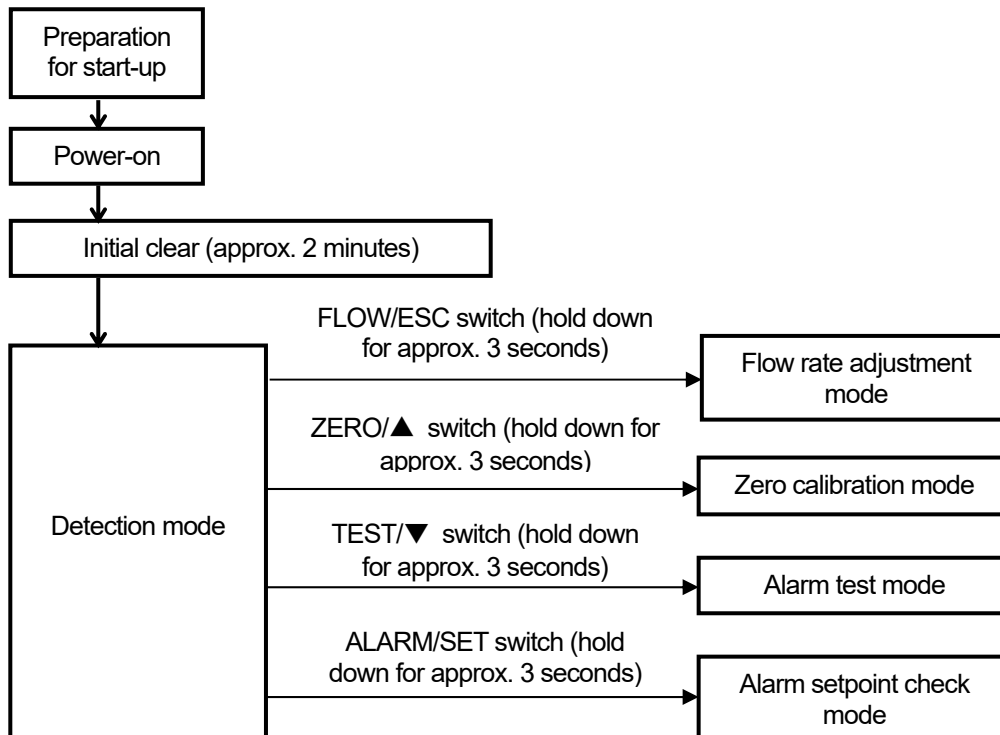 Preparation
for start-up
Power-on
Initial clear (approx. 2 minutes)
FLOW/ESC switch (hold down
for approx. 3 seconds)
Flow rate adjustment
mode
ZERO/▲ switch (hold down for
approx. 3 seconds)
Zero calibration mode
Detection mode
TEST/▼ switch (hold down
for approx. 3 seconds)
Alarm test mode
ALARM/SET switch (hold
down for approx. 3 seconds)
Alarm setpoint check
mode